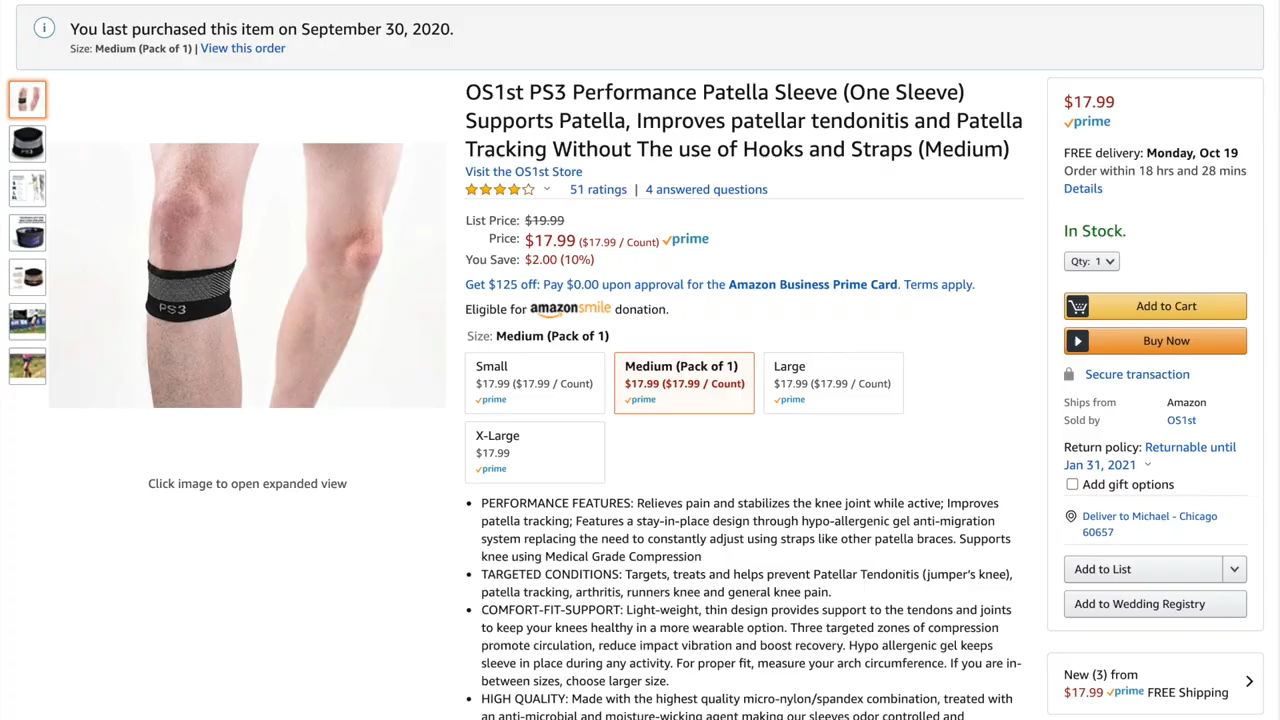 You last purchased this item on September 30, 2020.
Size: Medium (Pack of 1) | View this order
PS3
PS3
Click image to open expanded view
OS1st PS3 Performance Patella Sleeve (One Sleeve)
Supports Patella, Improves patellar tendonitis and Patella
Tracking Without The use of Hooks and Straps (Medium)
Visit the OS1st Store
51 ratings | 4 answered questions
List Price: $19.99
Price: $17.99 ($17.99 / Count) prime
You Save: $2.00 (10%)
Get $125 off: Pay $0.00 upon approval for the Amazon Business Prime Card. Terms apply.
Eligible for amazonsmile donation.
Size: Medium (Pack of 1)
Small
$17.99 ($17.99 / Count)
prime
Medium (Pack of 1)
$17.99 ($17.99 / Count)
prime
Large
$17.99 ($17.99 / Count)
prime
X-Large
$17.99
prime
• PERFORMANCE FEATURES: Relieves pain and stabilizes the knee joint while active; Improves
patella tracking; Features a stay-in-place design through hypo-allergenic gel anti-migration
system replacing the need to constantly adjust using straps like other patella braces. Supports
knee using Medical Grade Compression
• TARGETED CONDITIONS: Targets, treats and helps prevent Patellar Tendonitis (jumper's knee),
patella tracking, arthritis, runners knee and general knee pain.
• COMFORT-FIT-SUPPORT: Light-weight, thin design provides support to the tendons and joints
to keep your knees healthy in a more wearable option. Three targeted zones of compression
promote circulation, reduce impact vibration and boost recovery. Hypo allergenic gel keeps
sleeve in place during any activity. For proper fit, measure your arch circumference. If you are in-
between sizes, choose larger size.
• HIGH QUALITY: Made with the highest quality micro-nylon/spandex combination, treated with
an anti-microbial and moisture-wicking agent making our sleeves odor controlled and
$17.99
prime
FREE delivery: Monday, Oct 19
Order within 18 hrs and 28 mins
Details
In Stock.
Qty: 1
Add to Cart
Buy Now
Secure transaction
Ships from Amazon
Sold by OS1st
Return policy: Returnable until
Jan 31, 2021
Add gift options
Deliver to Michael - Chicago
60657
Add to List
Add to Wedding Registry
New (3) from
$17.99 prime FREE Shipping